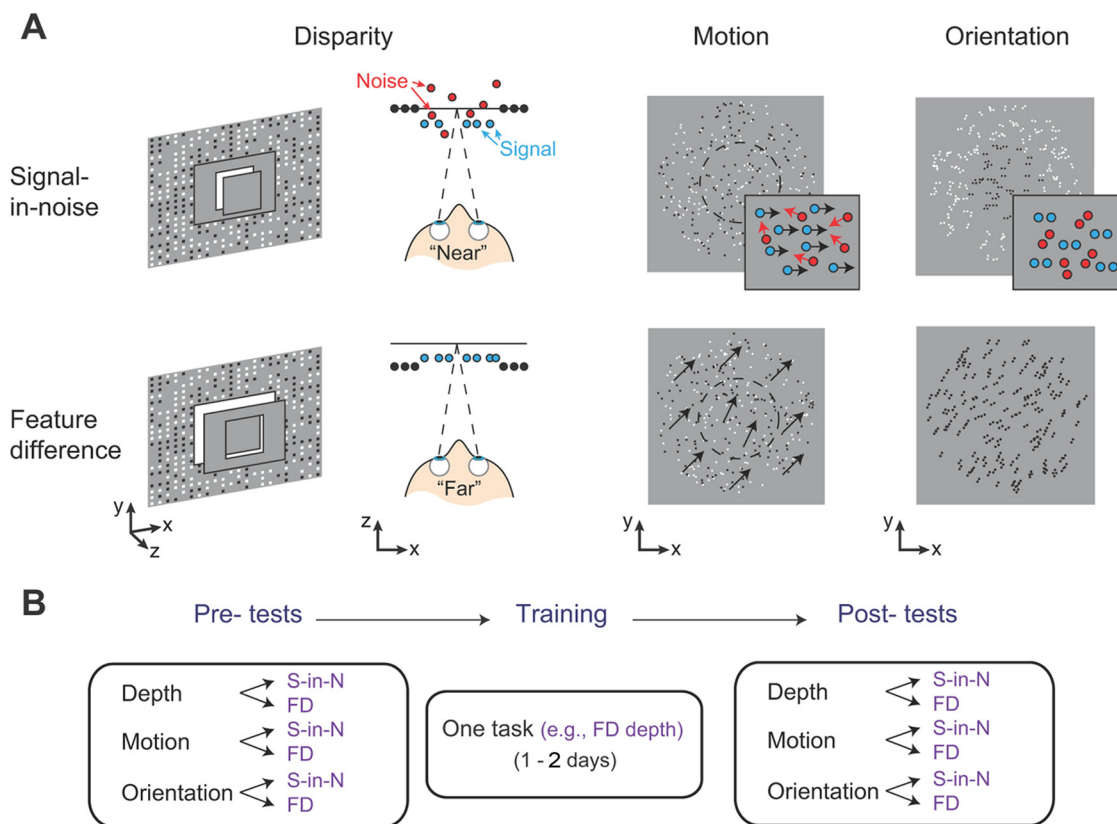 A
Disparity
Motion
Orientation
Signal-
in-noise
Noise
Signal
“Near”
Feature
difference
“Far”
y
x
z
z
x
y
x
y
x
B
Pre- tests
Training
Post- tests
Depth
S-in-N
FD
Motion
S-in-N
FD
Orientation
S-in-N
FD
One task (e.g., FD depth)
(1 - 2 days)
Depth
S-in-N
FD
Motion
S-in-N
FD
Orientation
S-in-N
FD